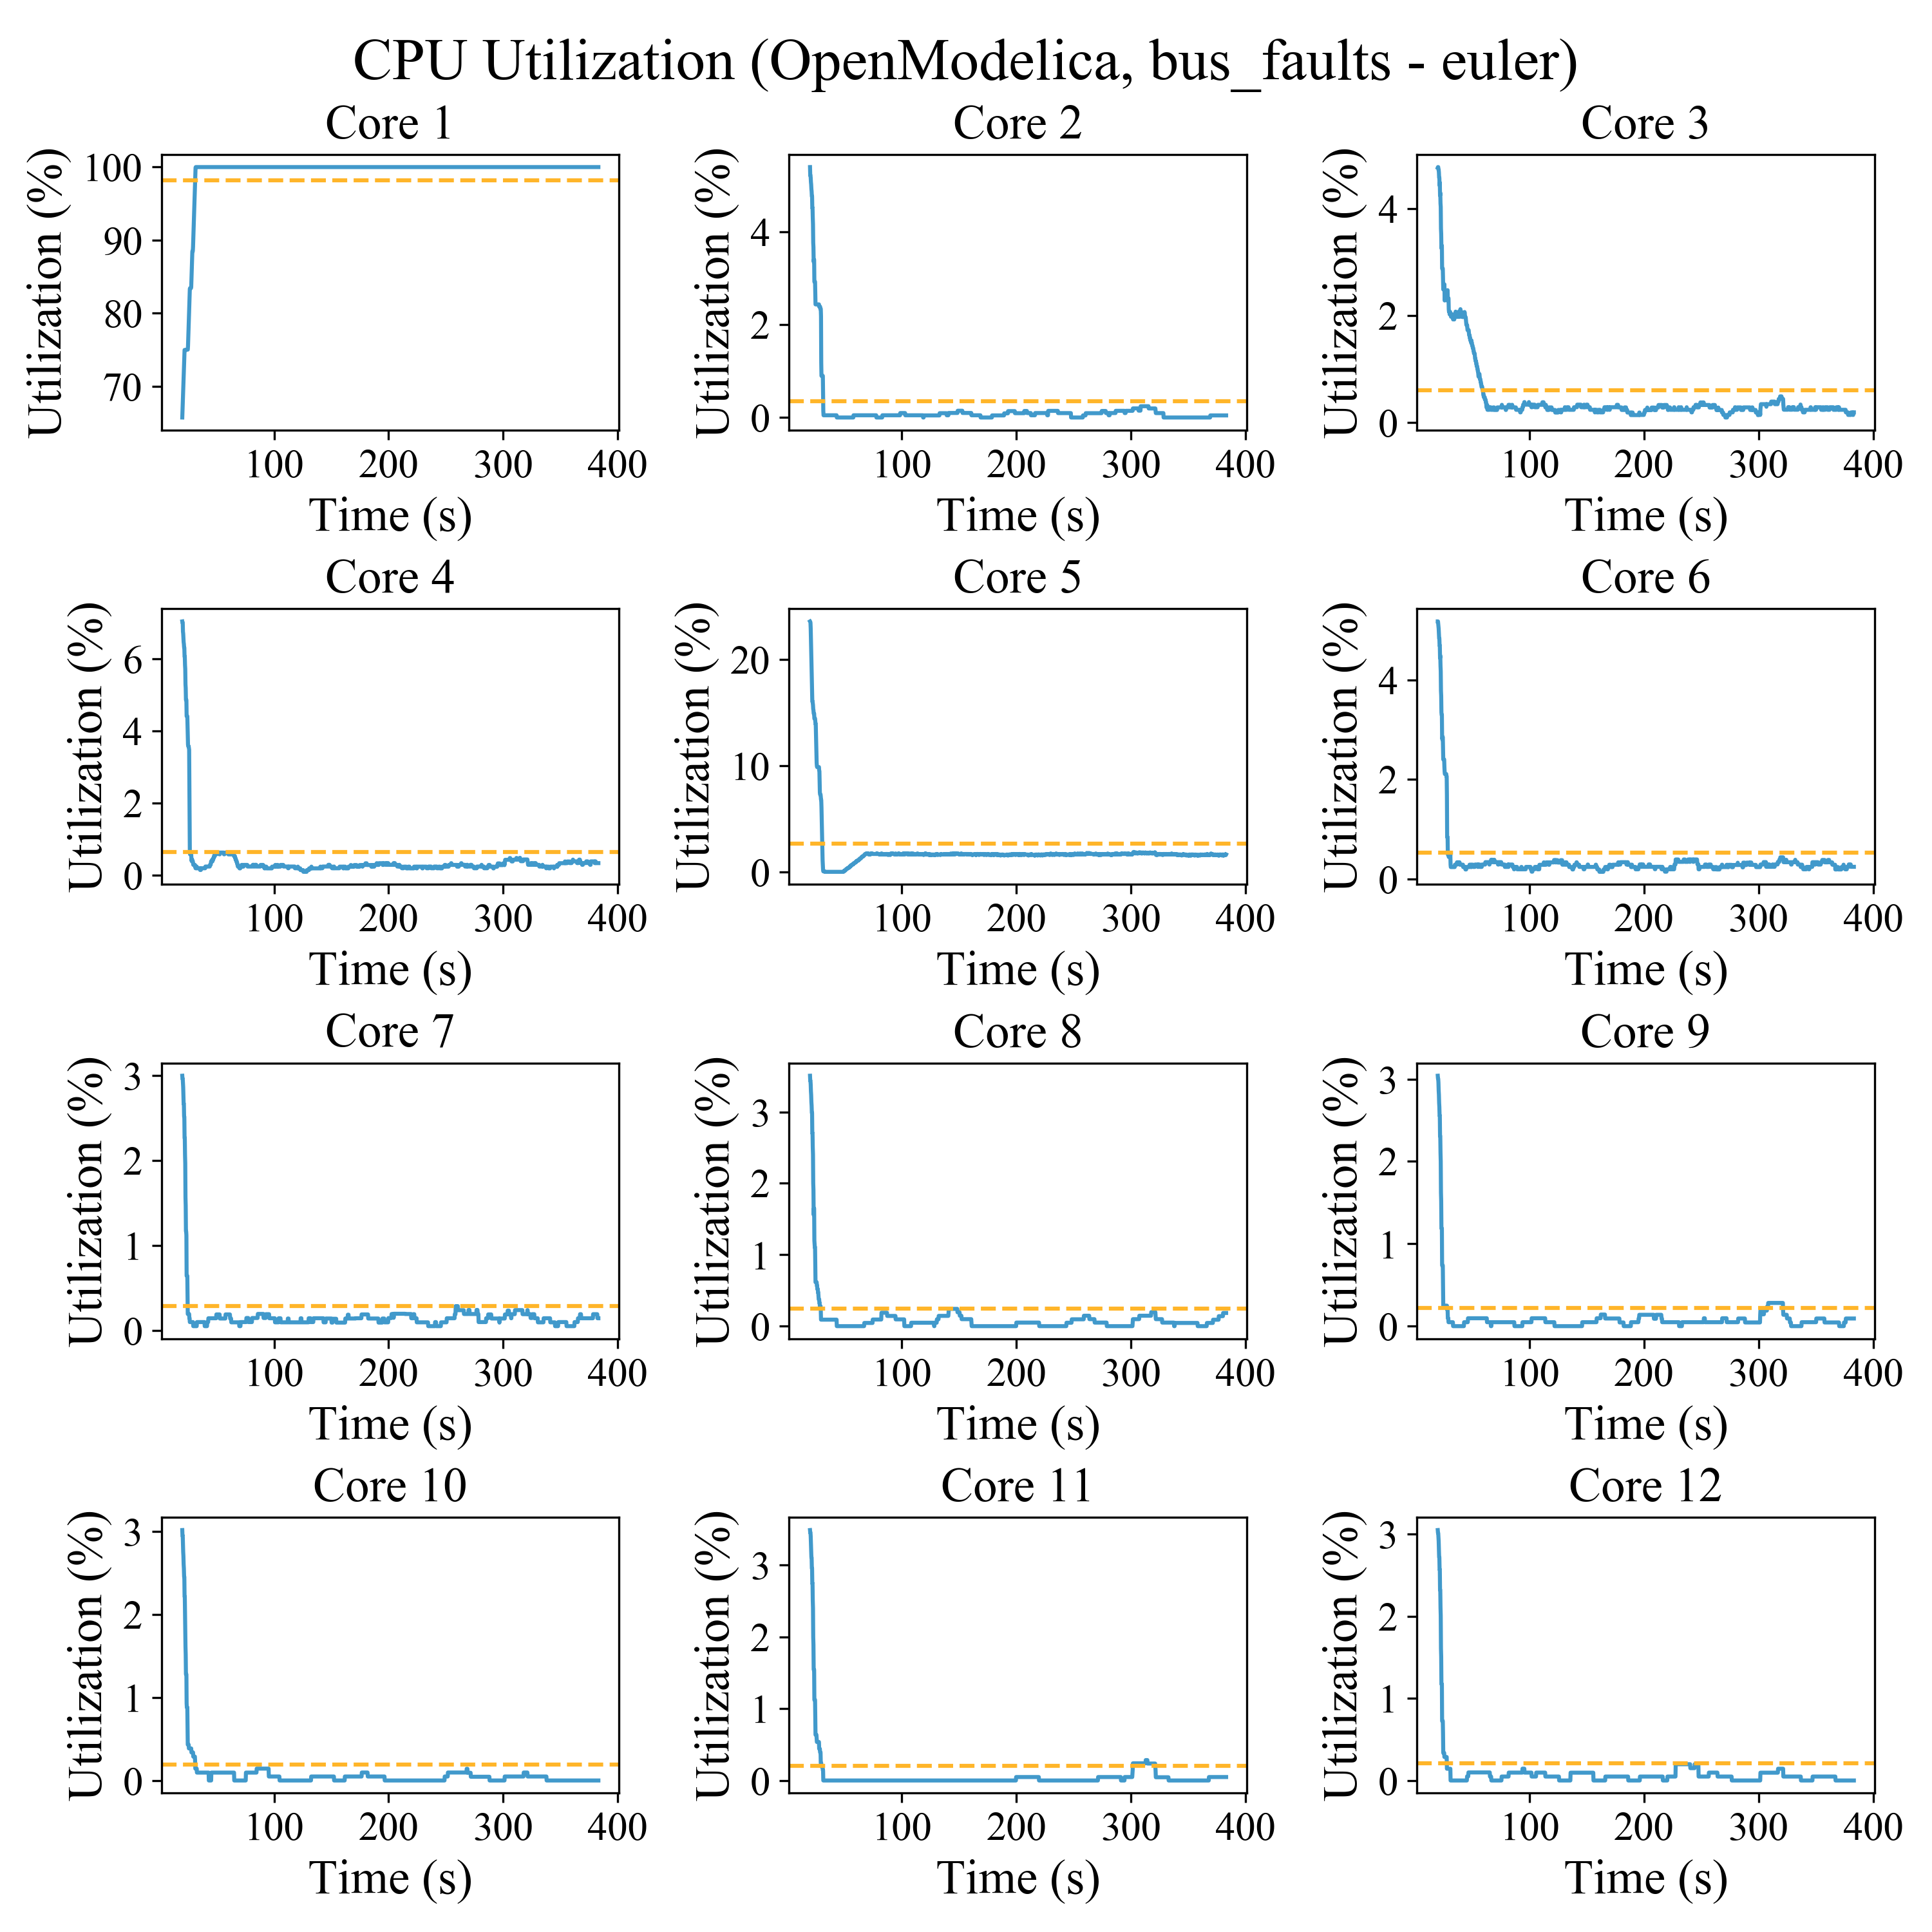 CPU Utilization (OpenModelica, bus_faults - euler)
Core 1
Utilization (%)
100
90
80
70
100 200 300 400
Time (s)
Core 2
Utilization (%)
4
2
0
100 200 300 400
Time (s)
Core 3
Utilization (%)
4
2
0
100 200 300 400
Time (s)
Core 4
Utilization (%)
6
4
2
0
100 200 300 400
Time (s)
Core 5
Utilization (%)
20
10
0
100 200 300 400
Time (s)
Core 6
Utilization (%)
4
2
0
100 200 300 400
Time (s)
Core 7
Utilization (%)
3
2
1
0
100 200 300 400
Time (s)
Core 8
Utilization (%)
3
2
1
0
100 200 300 400
Time (s)
Core 9
Utilization (%)
3
2
1
0
100 200 300 400
Time (s)
Core 10
Utilization (%)
3
2
1
0
100 200 300 400
Time (s)
Core 11
Utilization (%)
3
2
1
0
100 200 300 400
Time (s)
Core 12
Utilization (%)
3
2
1
0
100 200 300 400
Time (s)